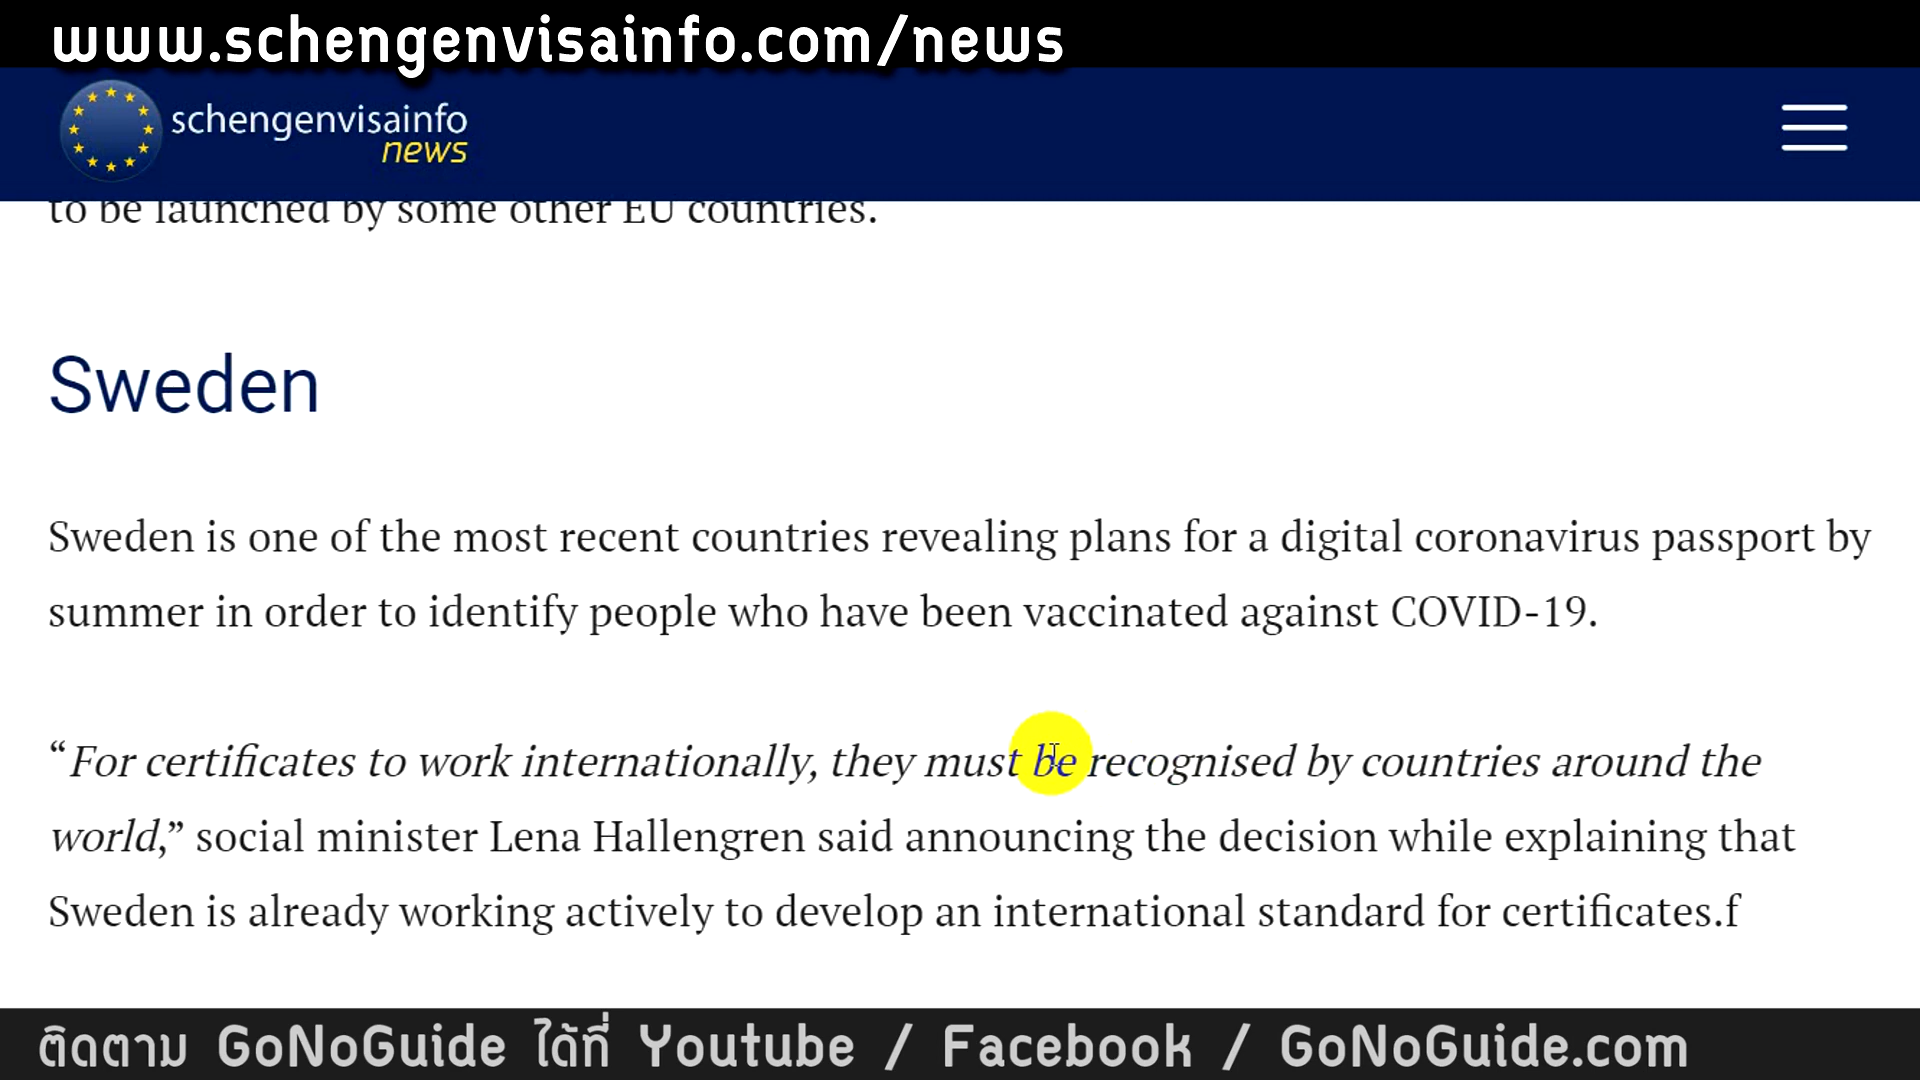 www.schengenvisainfo.com/news
schengenvisainfo
news
to be launched by some other EU countries.
Sweden
Sweden is one of the most recent countries revealing plans for a digital coronavirus passport by
summer in order to identify people who have been vaccinated against COVID-19.
“For certificates to work internationally, they must be recognised by countries around the
world,” social minister Lena Hallengren said announcing the decision while explaining that
Sweden is already working actively to develop an international standard for certificates.f
ติดตาม GoNoGuide ได้ที่ Youtube / Facebook / GoNoGuide.com